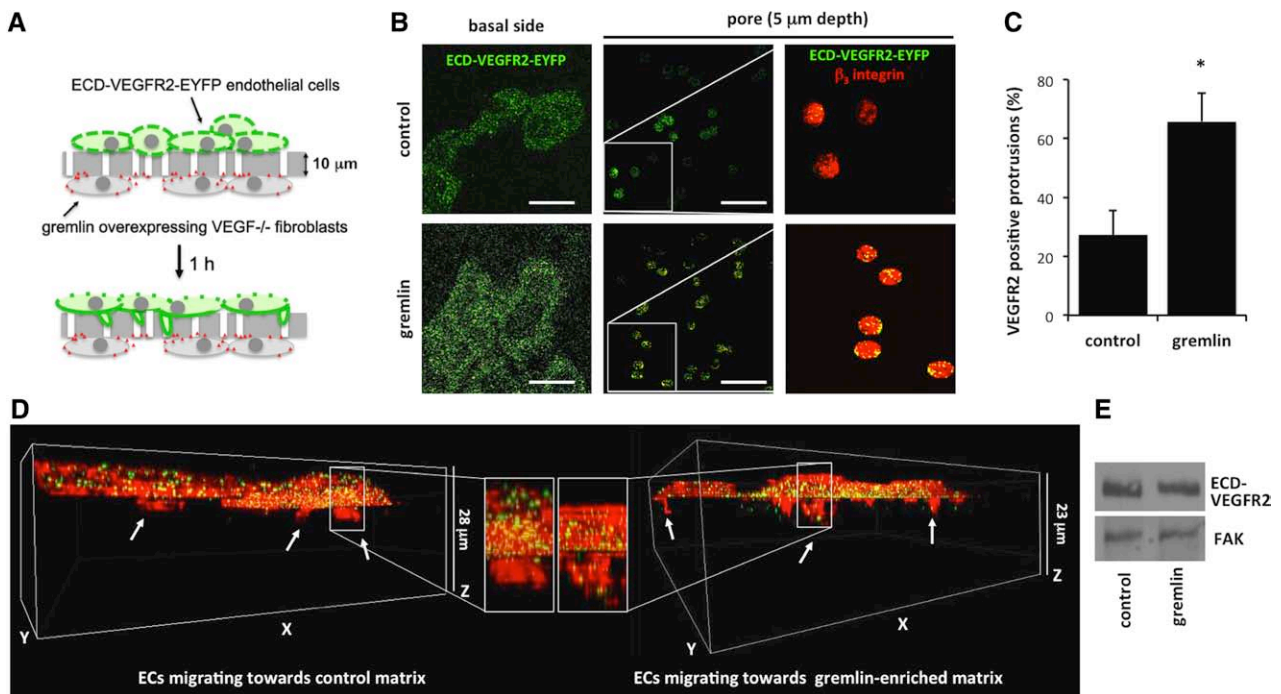 A
ECD-VEGFR2-EYFP endothelial cells
10 μm
gremlin overexpressing VEGF-/- fibroblasts
1 h
B
basal side
pore (5 μm depth)
ECD-VEGFR2-EYFP
ECD-VEGFR2-EYFP
β3 integrin
control
gremlin
C
VEGFR2 positive protrusions (%)
80
60
40
20
0
*
control
gremlin
D
28 μm
Z
X
Y
ECs migrating towards control matrix
23 μm
Z
X
Y
ECs migrating towards gremlin-enriched matrix
E
ECD-
VEGFR2
FAK
control
gremlin